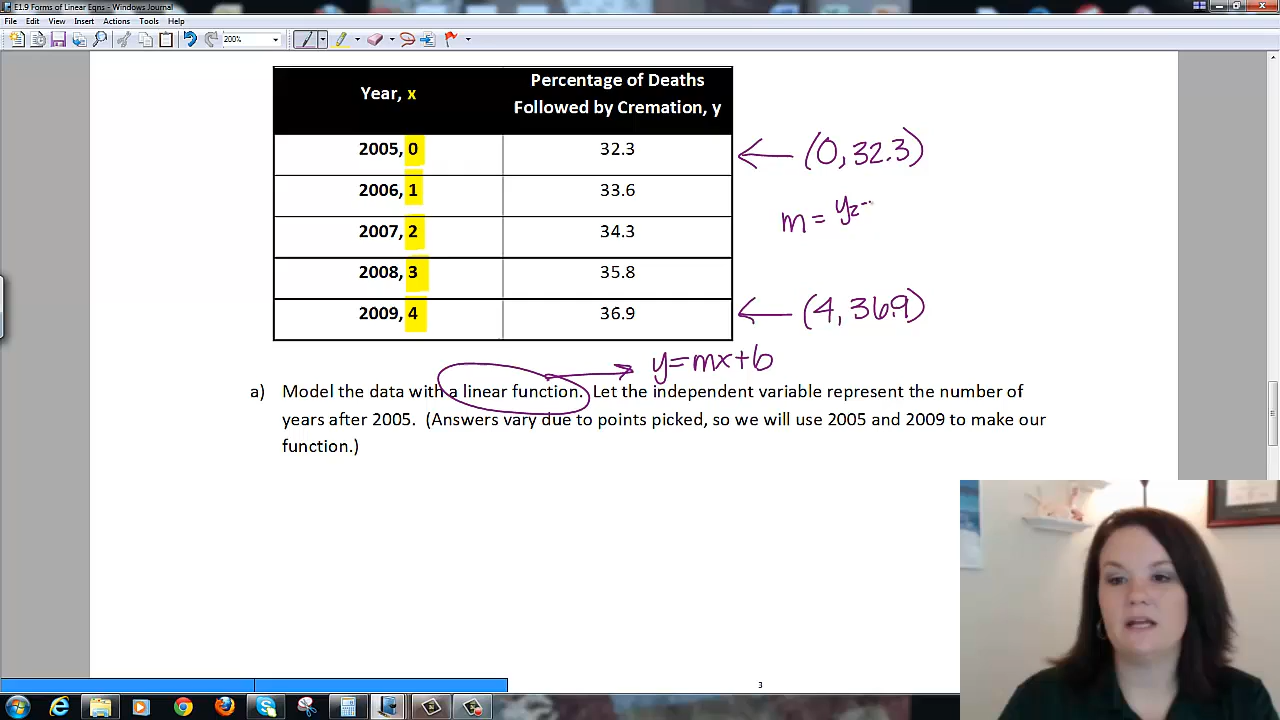 E1.9 Forms of Linear Eqns - Windows Journal
File Edit View Insert Actions Tools Help
200%
Year, x
Percentage of Deaths
Followed by Cremation, y
2005, 0 32.3
(0, 32.3)
2006, 1 33.6
m = y2 -
2007, 2 34.3
2008, 3 35.8
2009, 4 36.9
(4, 36.9)
y=mx+b
a) Model the data with a linear function. Let the independent variable represent the number of
years after 2005. (Answers vary due to points picked, so we will use 2005 and 2009 to make our
function.)
3